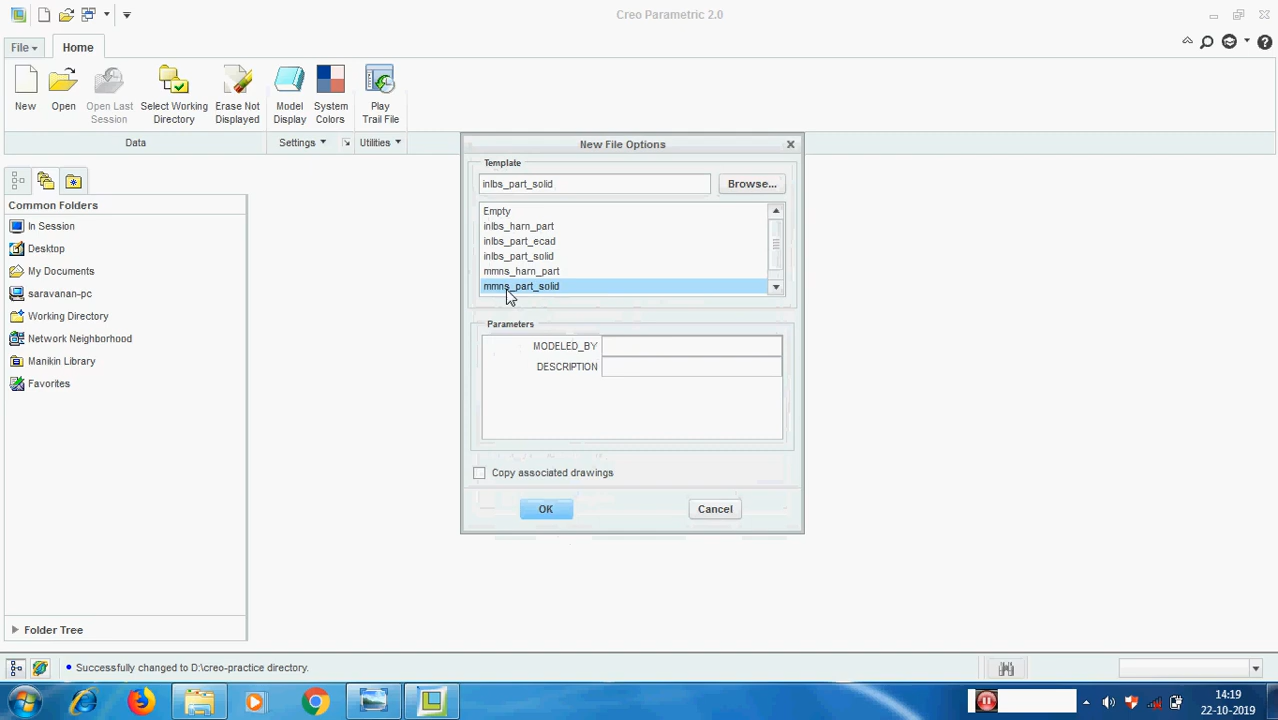 Creo Parametric 2.0
File
Home
New
Open
Open Last Session
Select Working Directory
Erase Not Displayed
Model Display
System Colors
Play Trail File
Data
Settings
Utilities
Common Folders
In Session
Desktop
My Documents
saravanan-pc
Working Directory
Network Neighborhood
Manikin Library
Favorites
Folder Tree
New File Options
Template
inlbs_part_solid
Browse...
Empty
inlbs_harn_part
inlbs_part_ecad
inlbs_part_solid
mmns_harn_part
mmns_part_solid
Parameters
MODELED_BY
DESCRIPTION
Copy associated drawings
OK
Cancel
• Successfully changed to D:\creo-practice directory.
14:19
22-10-2019